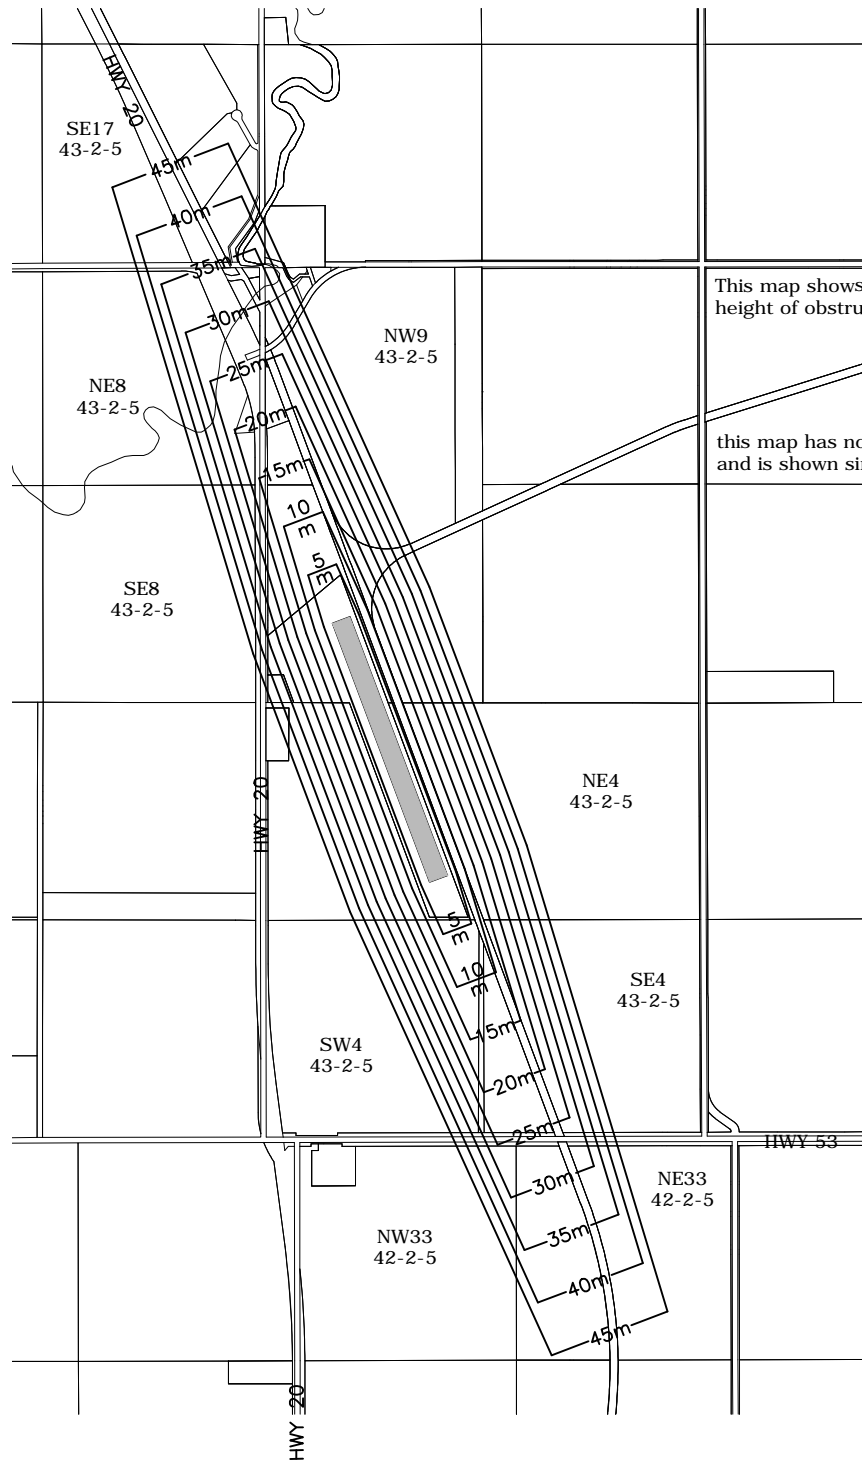 HWY 20
SE17
43-2-5
45m
40m
35m
This map shows
height of obstru
30m
NW9
43-2-5
25m
NE8
43-2-5
20m
this map has no
and is shown si
15m
10
m
5
m
SE8
43-2-5
NE4
43-2-5
HWY 20
5
m
10
m
SE4
43-2-5
15m
SW4
43-2-5
20m
25m
HWY 53
30m
NE33
42-2-5
35m
NW33
42-2-5
40m
45m
HWY 20